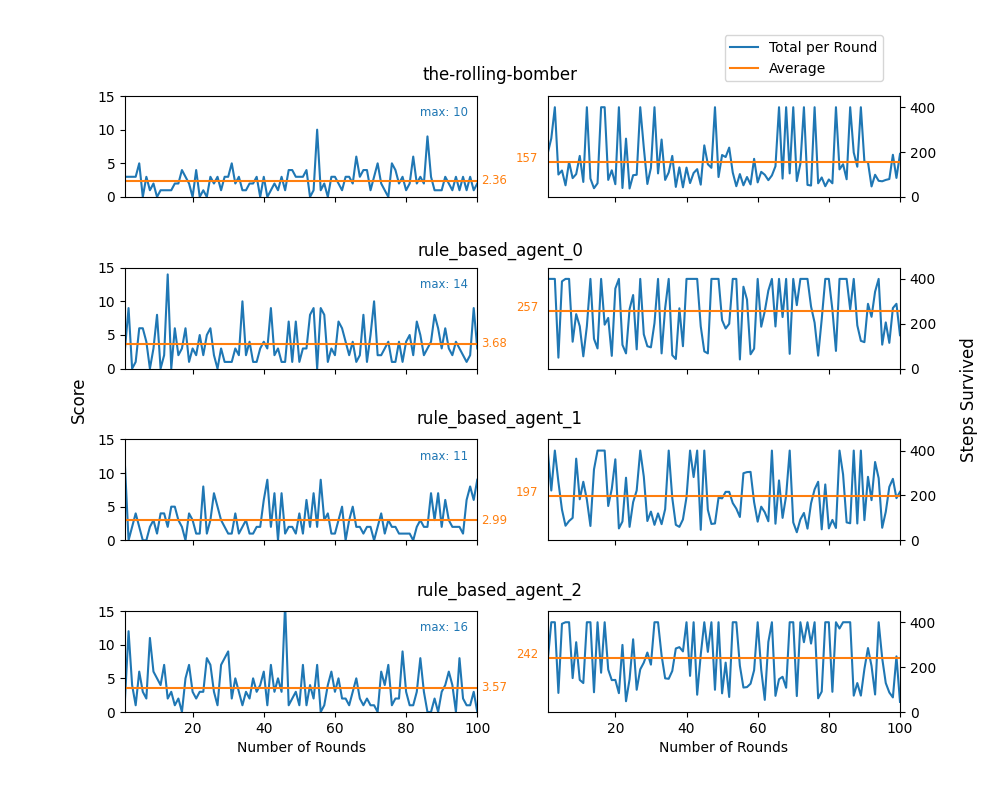 Total per Round
Average
the-rolling-bomber
15
10
5
0
max: 10
2.36
157
400
200
0
rule_based_agent_0
15
10
5
0
max: 14
3.68
257
400
200
0
rule_based_agent_1
15
10
5
0
max: 11
2.99
197
400
200
0
rule_based_agent_2
15
10
5
0
max: 16
3.57
242
400
200
0
20 40 60 80 100
20 40 60 80 100
Number of Rounds
Number of Rounds
Score
Steps Survived